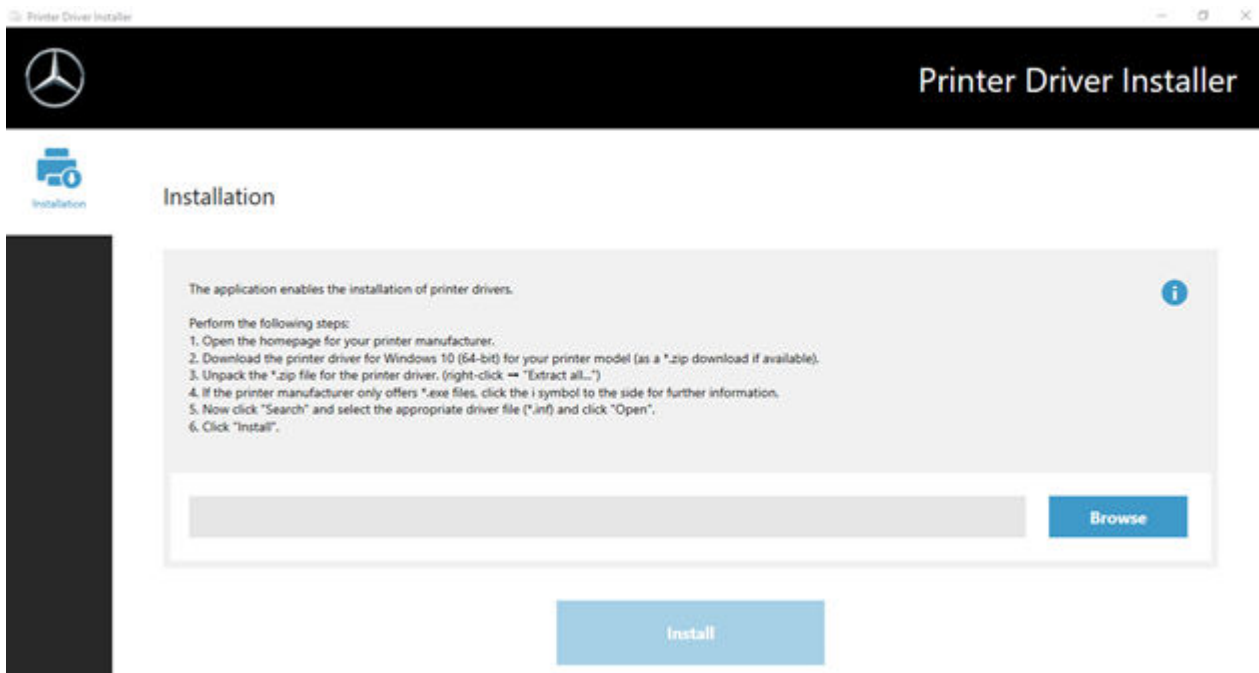 Printer Driver Installer
Printer Driver Installer
Installation
Installation
The application enables the installation of printer drivers.
Perform the following steps:
1. Open the homepage for your printer manufacturer.
2. Download the printer driver for Windows 10 (64-bit) for your printer model (as a *.zip download if available).
3. Unpack the *.zip file for the printer driver. (right-click → "Extract all...")
4. If the printer manufacturer only offers *.exe files, click the i symbol to the side for further information.
5. Now click "Search" and select the appropriate driver file (*.inf) and click "Open".
6. Click "Install".
i
Browse
Install